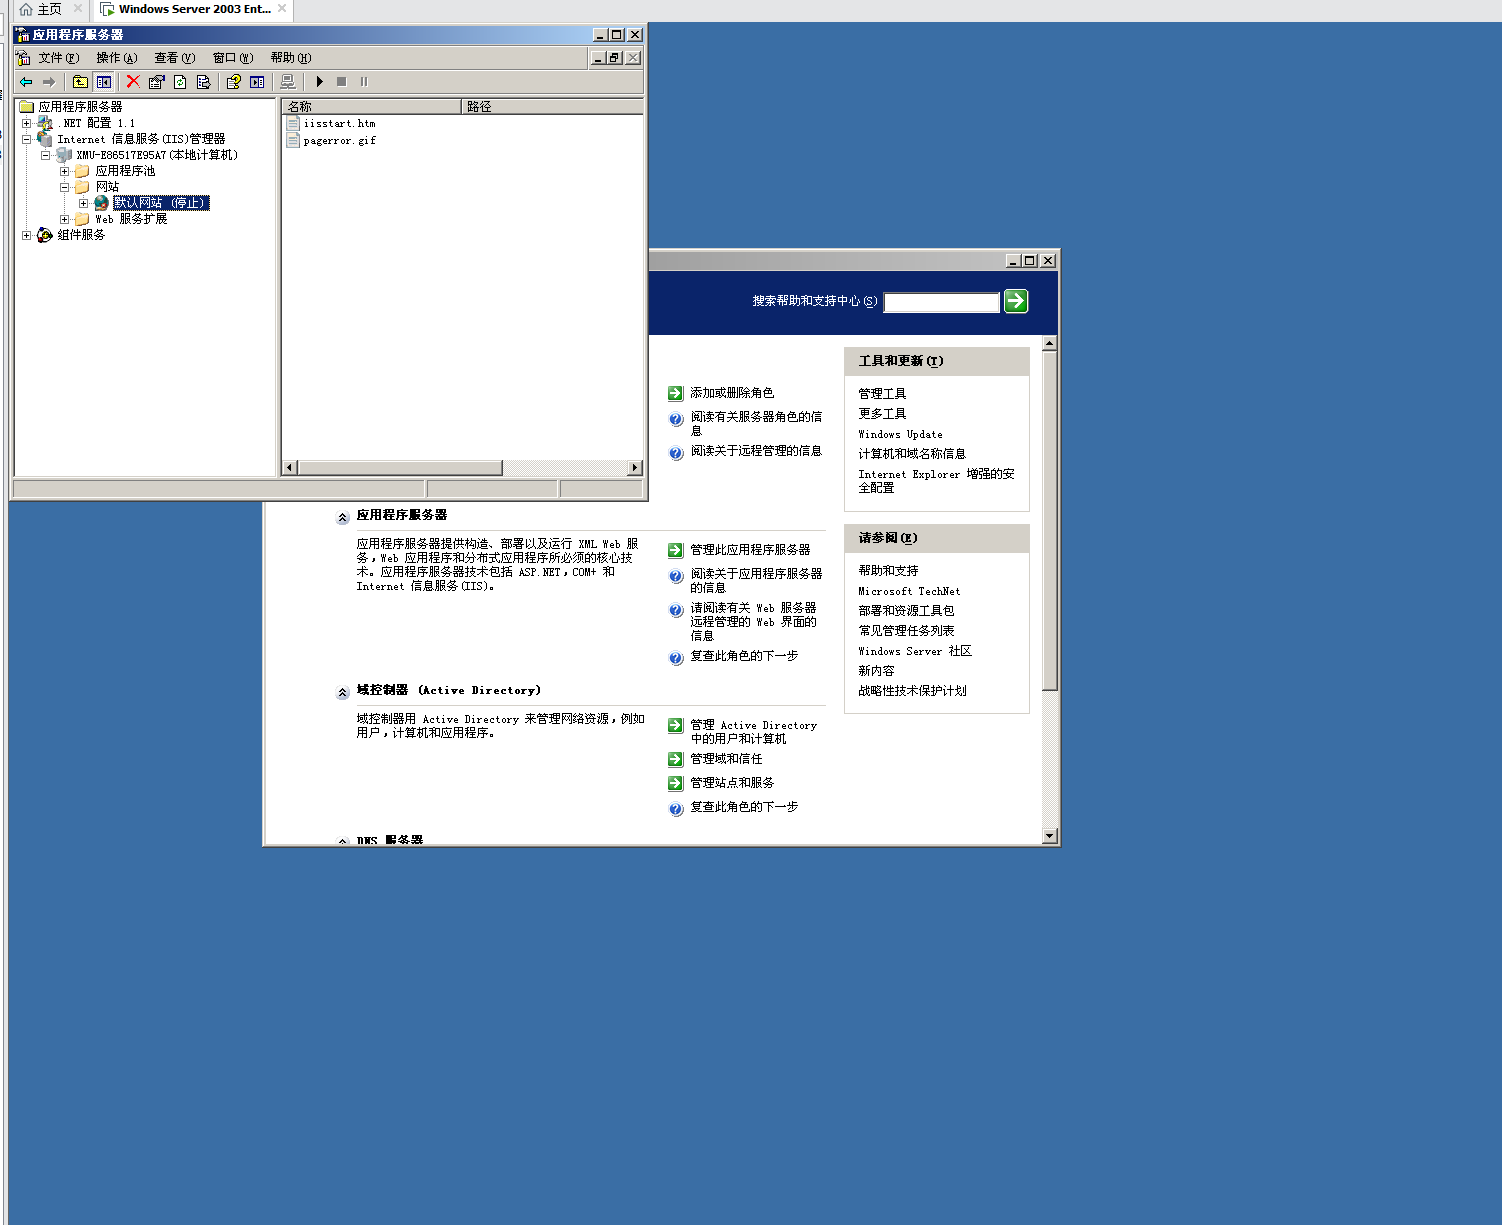 主页
Windows Server 2003 Ent...
应用程序服务器
文件(F) 操作(A) 查看(V) 窗口(W) 帮助(H)
应用程序服务器
.NET 配置 1.1
Internet 信息服务(IIS)管理器
XMU-E86517E95A7(本地计算机)
应用程序池
网站
默认网站 (停止)
Web 服务扩展
组件服务
名称 路径
iisstart.htm
pagerror.gif
搜索帮助和支持中心(S)
添加或删除角色
阅读有关服务器角色的信
息
阅读关于远程管理的信息
工具和更新(T)
管理工具
更多工具
Windows Update
计算机和域名称信息
Internet Explorer 增强的安
全配置
应用程序服务器
应用程序服务器提供构造、部署以及运行 XML Web 服
务，Web 应用程序和分布式应用程序所必须的核心技
术。应用程序服务器技术包括 ASP.NET，COM+ 和
Internet 信息服务(IIS)。
管理此应用程序服务器
阅读关于应用程序服务器
的信息
请阅读有关 Web 服务器
远程管理的 Web 界面的
信息
复查此角色的下一步
请参阅(E)
帮助和支持
Microsoft TechNet
部署和资源工具包
常见管理任务列表
Windows Server 社区
新内容
战略性技术保护计划
域控制器 (Active Directory)
域控制器用 Active Directory 来管理网络资源，例如
用户，计算机和应用程序。
管理 Active Directory
中的用户和计算机
管理域和信任
管理站点和服务
复查此角色的下一步
DNS 服务器